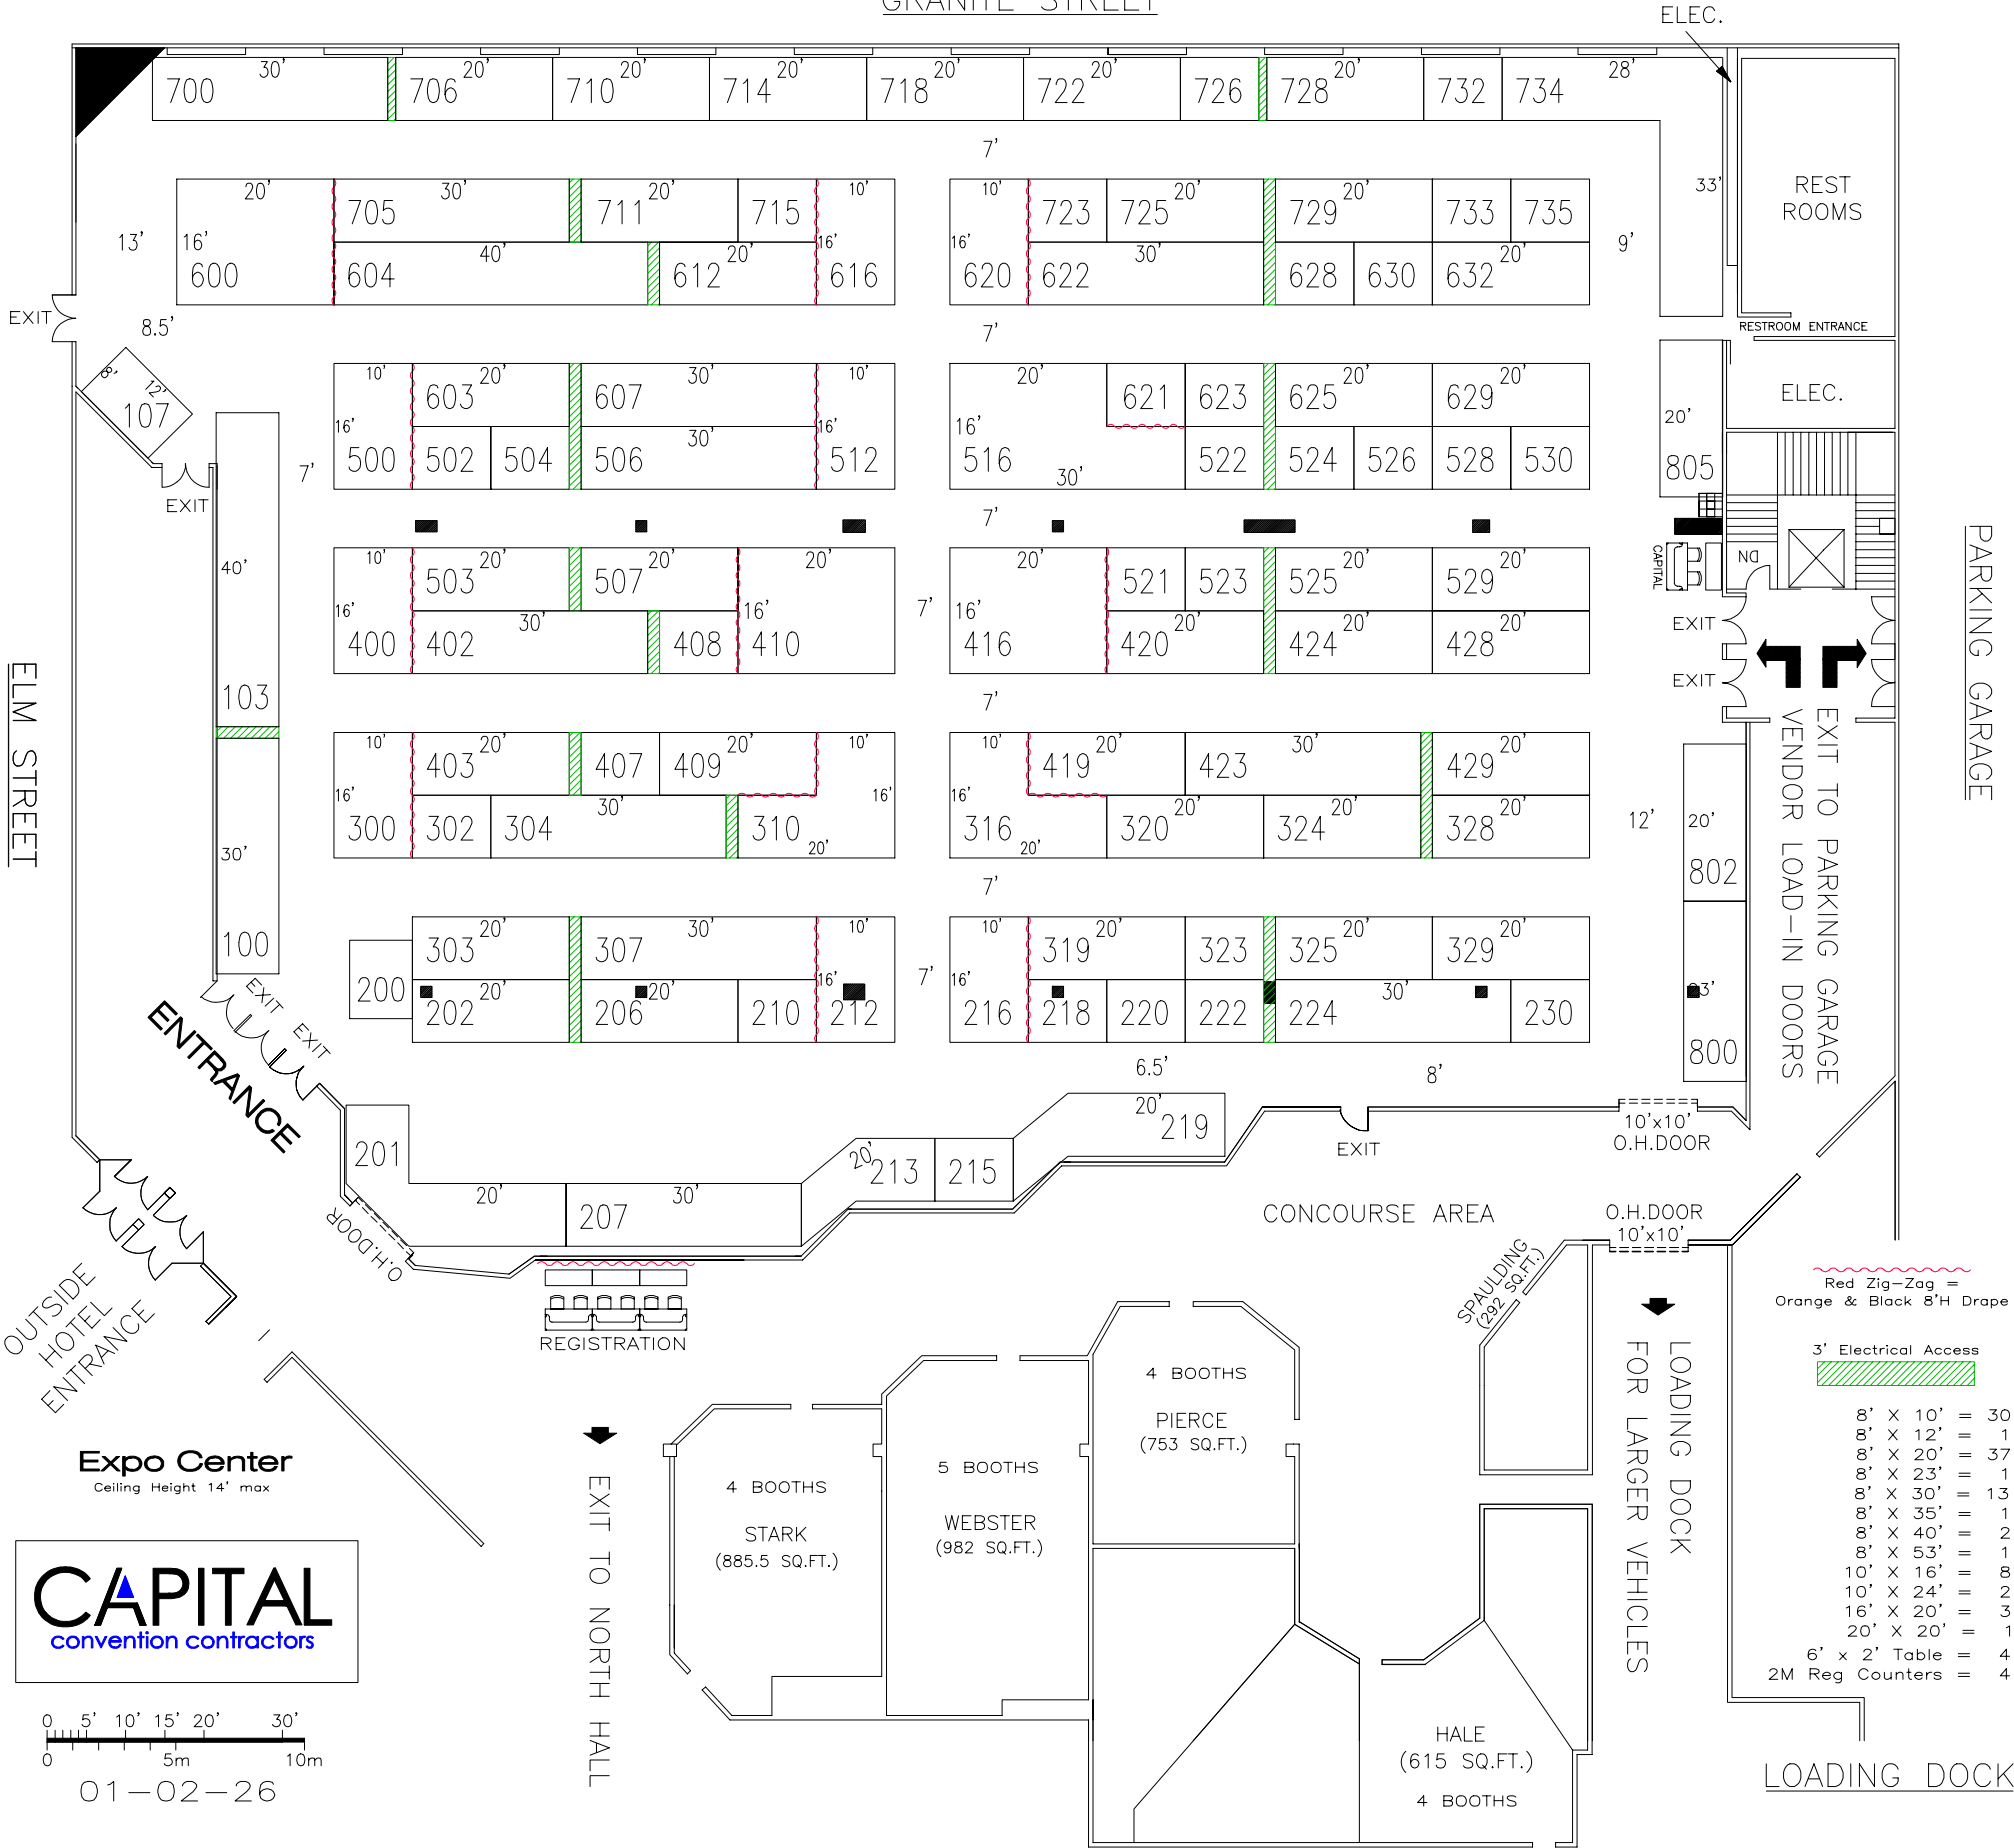 GRANITE STREET
ELEC.
30' 20' 20' 20' 20' 20' 20' 28'
700 706 710 714 718 722 726 728 732 734
7'
20' 30' 20' 10' 10' 20' 20' 33'
705 711 715 723 725 729 733 735
REST
ROOMS
13' 16' 40' 20' 16' 16' 30' 20' 9'
600 604 612 616 620 622 628 630 632
EXIT
8.5'
7'
RESTROOM ENTRANCE
8' 12'
107
10' 20' 30' 10' 20' 20' 20'
603 607 621 623 625 629
ELEC.
16' 30' 16' 16' 20'
500 502 504 506 512 516 522 524 526 528 530 805
7' 30'
EXIT
7'
10' 20' 20' 20' 20' 20' 20'
503 507 521 523 525 529
CAPITAL
DN
40'
16' 30' 16' 7' 16' 20' 20' 20'
400 402 408 410 416 420 424 428
EXIT
EXIT
103
7'
PARKING GARAGE
ELM STREET
10' 20' 20' 10' 10' 20' 30' 20'
403 407 409 419 423 429
16' 30' 16' 16' 20' 20' 20' 12' 20'
300 302 304 310 316 320 324 328 802
20' 20'
30'
100
7'
EXIT TO PARKING GARAGE
VENDOR LOAD-IN DOORS
20' 30' 10' 10' 20' 20' 20'
303 307 319 323 325 329
16' 7' 16'
200 20' 20' 30'
202 206 210 212 216 218 220 222 224 230
800
EXIT
EXIT
ENTRANCE
6.5' 8'
20'
219
201 20' 213 215
EXIT
10'x10'
O.H.DOOR
20' 30'
207
CONCOURSE AREA
O.H.DOOR
10'x10'
O.H.DOOR
OUTSIDE
HOTEL
ENTRANCE
REGISTRATION
SPAULDING
(292 SQ.FT.)
Red Zig-Zag =
Orange & Black 8'H Drape
3' Electrical Access
LOADING DOCK
FOR LARGER VEHICLES
4 BOOTHS
PIERCE
(753 SQ.FT.)
5 BOOTHS
WEBSTER
(982 SQ.FT.)
4 BOOTHS
STARK
(885.5 SQ.FT.)
EXIT TO NORTH HALL
8' X 10' = 30
8' X 12' = 1
8' X 20' = 37
8' X 23' = 1
8' X 30' = 13
8' X 35' = 1
8' X 40' = 2
8' X 53' = 1
10' X 16' = 8
10' X 24' = 2
16' X 20' = 3
20' X 20' = 1
6' x 2' Table = 4
2M Reg Counters = 4
HALE
(615 SQ.FT.)
4 BOOTHS
LOADING DOCK
Expo Center
Ceiling Height 14' max
CAPITAL
convention contractors
0 5' 10' 15' 20' 30'
0 5m 10m
01-02-26